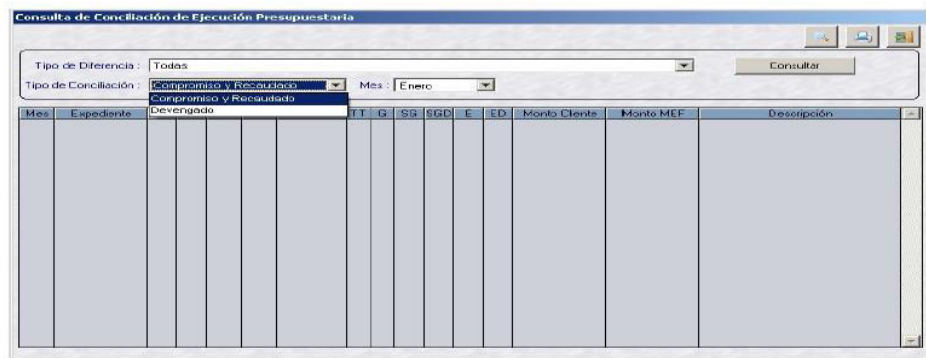 Consulta de Conciliación de Ejecución Presupuestaria
Tipo de Diferencia : Todas Consultar
Tipo de Conciliación : Compromiso y Recaudado Mes : Enero
Compromiso y Recaudado
Devengado
Mes Expediente TT G SG SGD E ED Monto Cliente Monto MEF Descripción